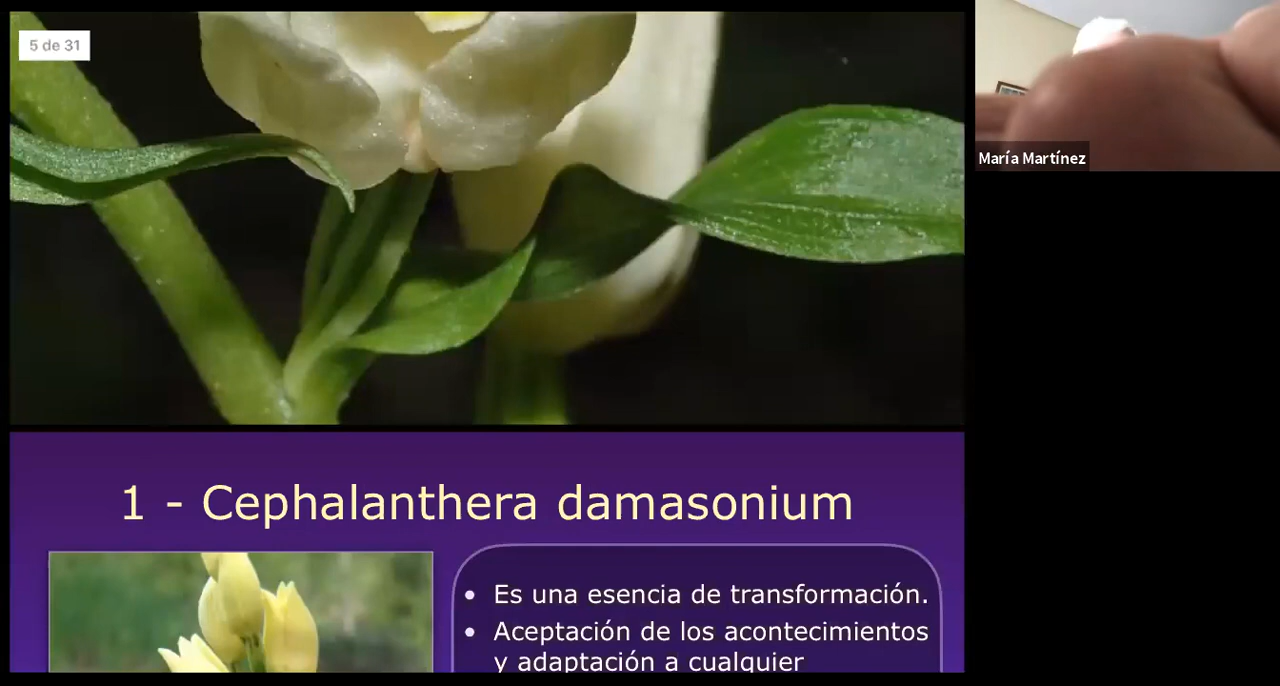 5 de 31
María Martínez
1 - Cephalanthera damasonium
• Es una esencia de transformación.
• Aceptación de los acontecimientos
y adaptación a cualquier